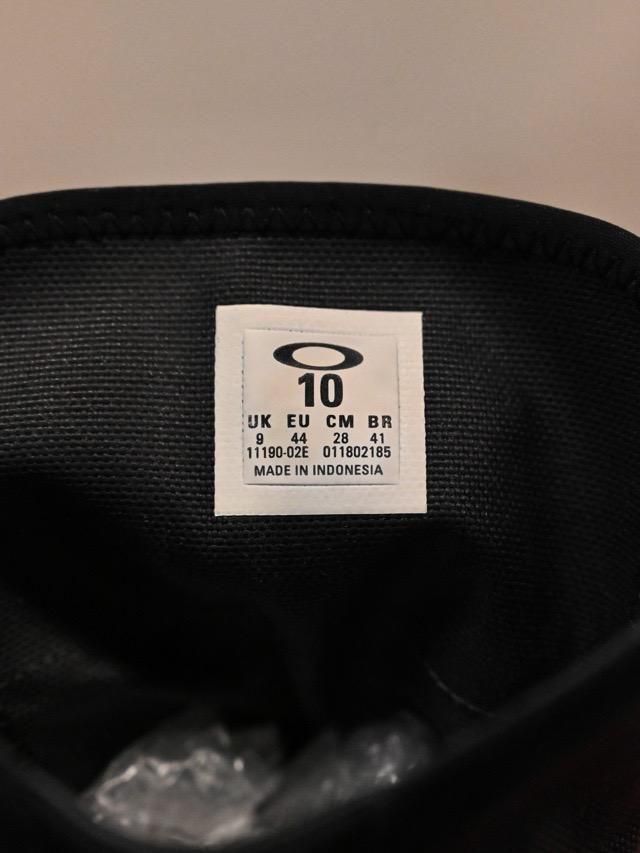 10
UK EU CM BR
9 44 28 41
11190-02E 011802185
MADE IN INDONESIA